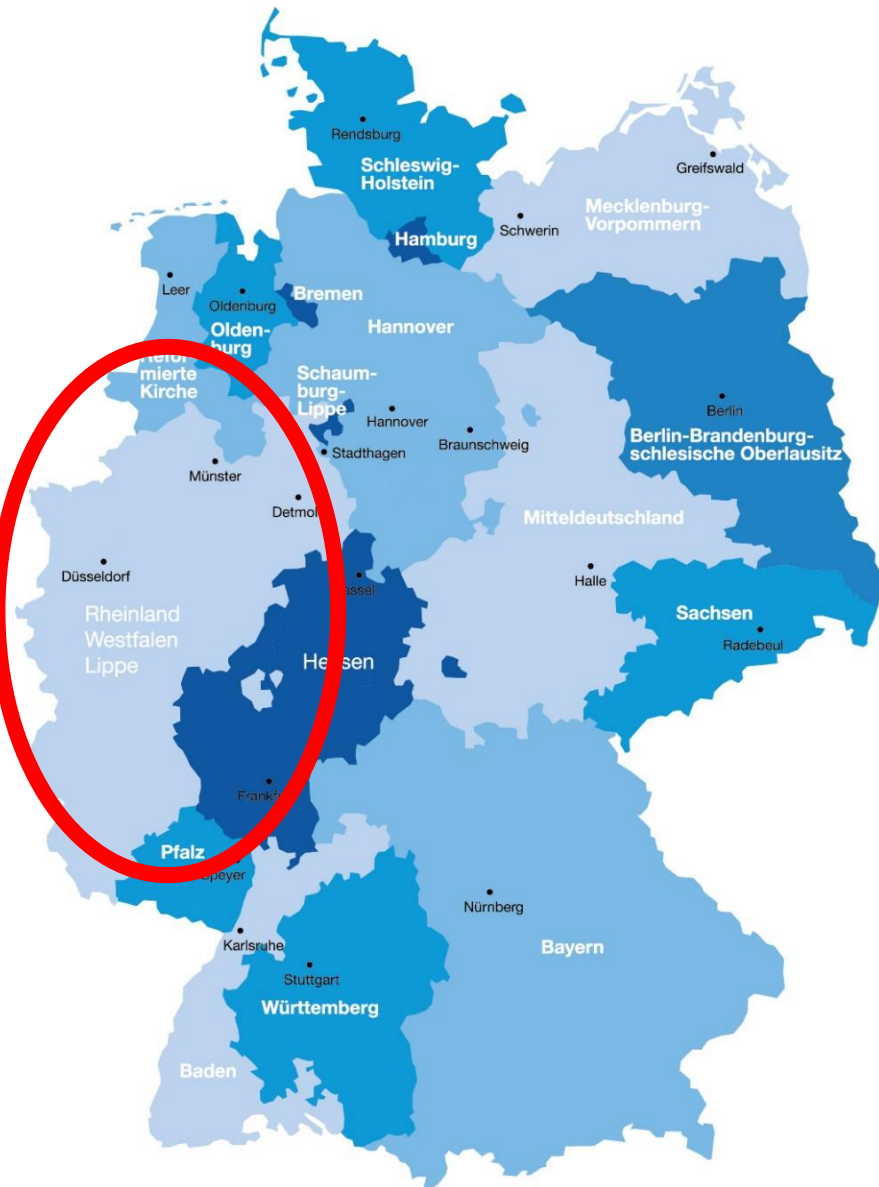 Rendsburg
Schleswig-
Holstein
Greifswald
Mecklenburg-
Vorpommern
Schwerin
Hamburg
Leer
Oldenburg
Bremen
Olden-
burg
Hannover
mierte
Kirche
Schaum-
burg-
Lippe
Hannover
Braunschweig
Stadthagen
Berlin
Berlin-Brandenburg-
schlesische Oberlausitz
Münster
Detmol
Mitteldeutschland
Düsseldorf
Halle
Rheinland
Westfalen
Lippe
Hessen
Sachsen
Radebeul
Pfalz
Nürnberg
Karlsruhe
Bayern
Stuttgart
Württemberg
Baden